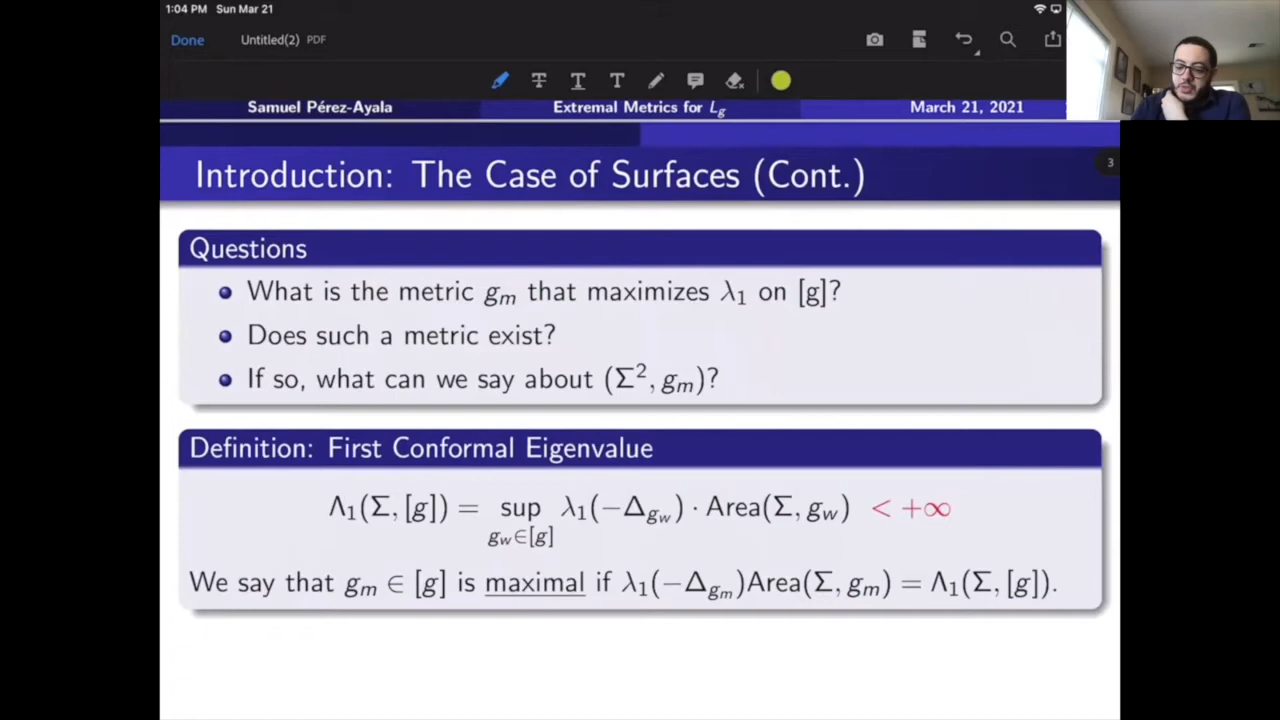 1:04 PM Sun Mar 21
Done Untitled(2) PDF
Samuel Pérez-Ayala Extremal Metrics for L_g March 21, 2021
Introduction: The Case of Surfaces (Cont.)
3
Questions
What is the metric g_m that maximizes λ_1 on [g]?
Does such a metric exist?
If so, what can we say about (Σ², g_m)?
Definition: First Conformal Eigenvalue
Λ_1(Σ, [g]) = sup λ_1(−Δ_{g_w}) · Area(Σ, g_w) < +∞
g_w∈[g]
We say that g_m ∈ [g] is maximal if λ_1(−Δ_{g_m})Area(Σ, g_m) = Λ_1(Σ, [g]).